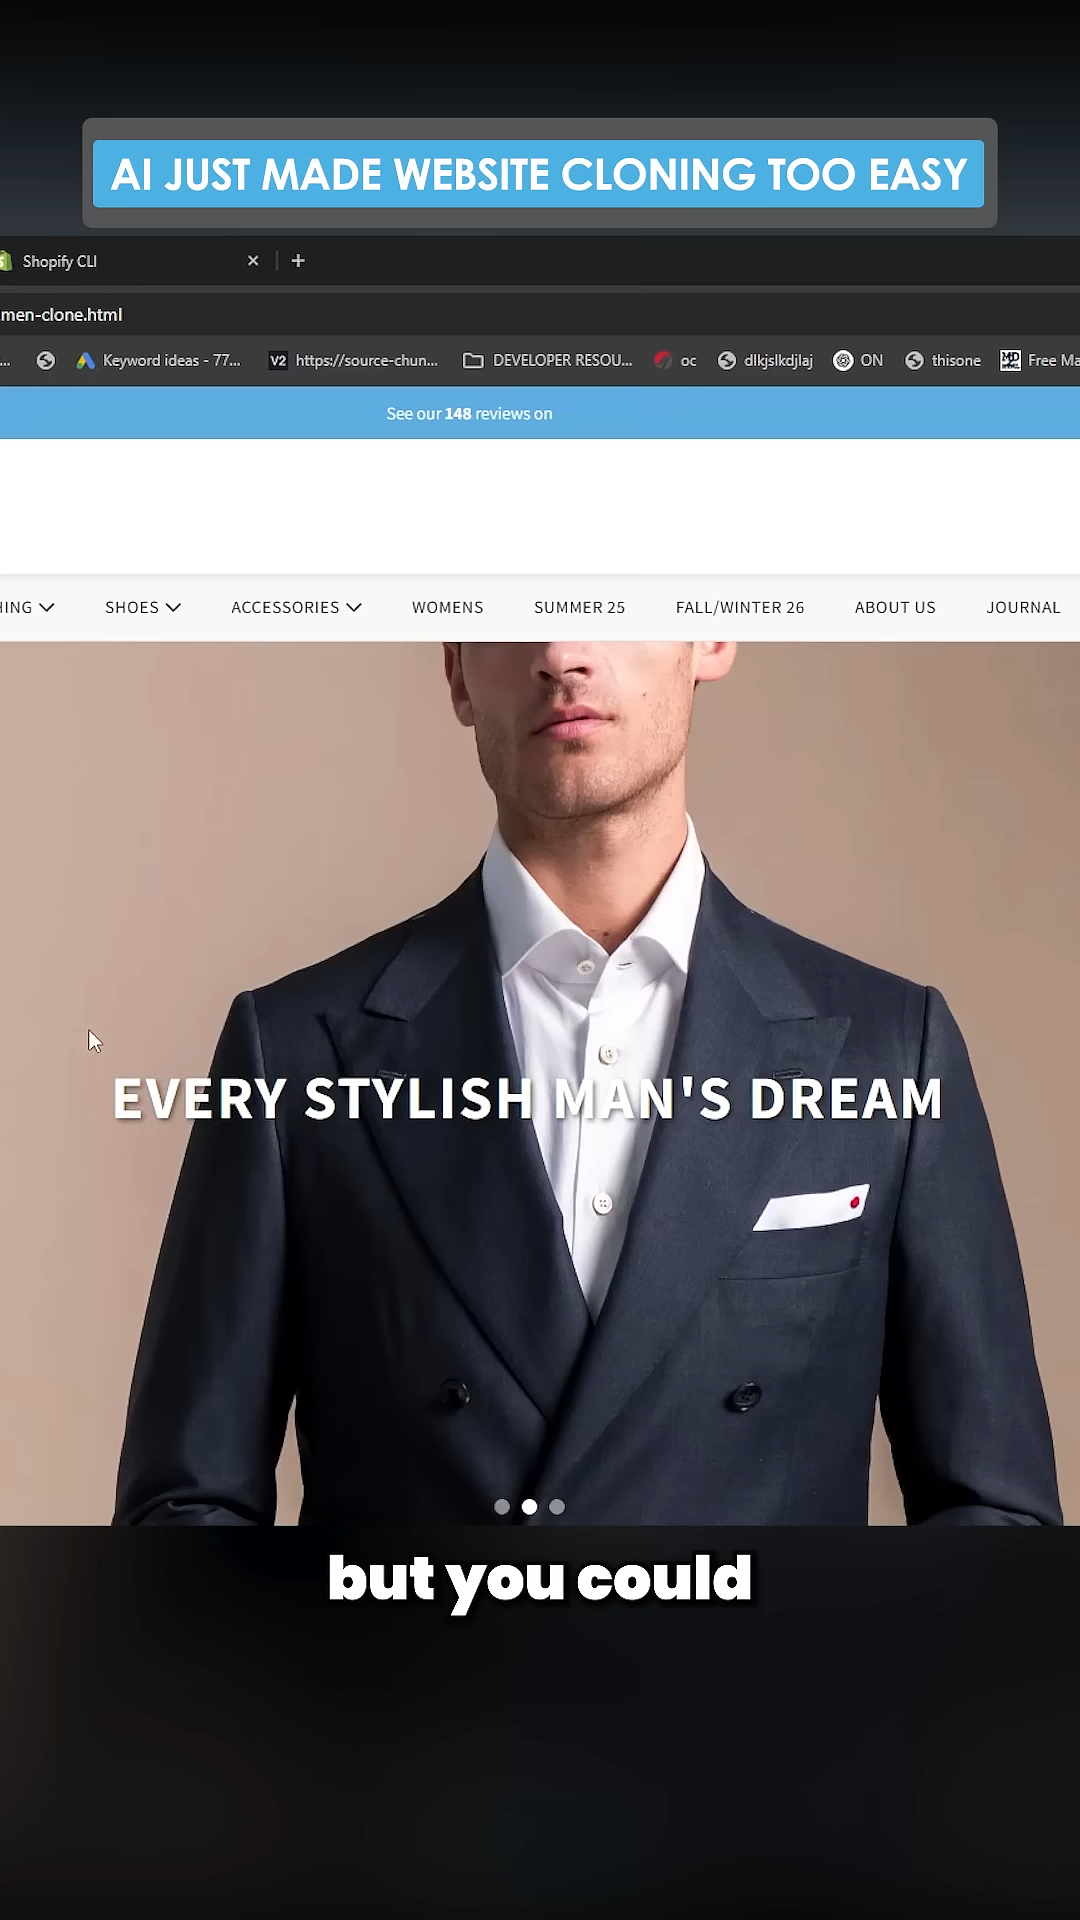 AI JUST MADE WEBSITE CLONING TOO EASY
Shopify CLI
men-clone.html
... Keyword ideas - 77... V2 https://source-chun... DEVELOPER RESOU... oc dlkjslkdjlaj ON thisone Free Ma
See our 148 reviews on
HING SHOES ACCESSORIES WOMENS SUMMER 25 FALL/WINTER 26 ABOUT US JOURNAL
EVERY STYLISH MAN'S DREAM
but you could